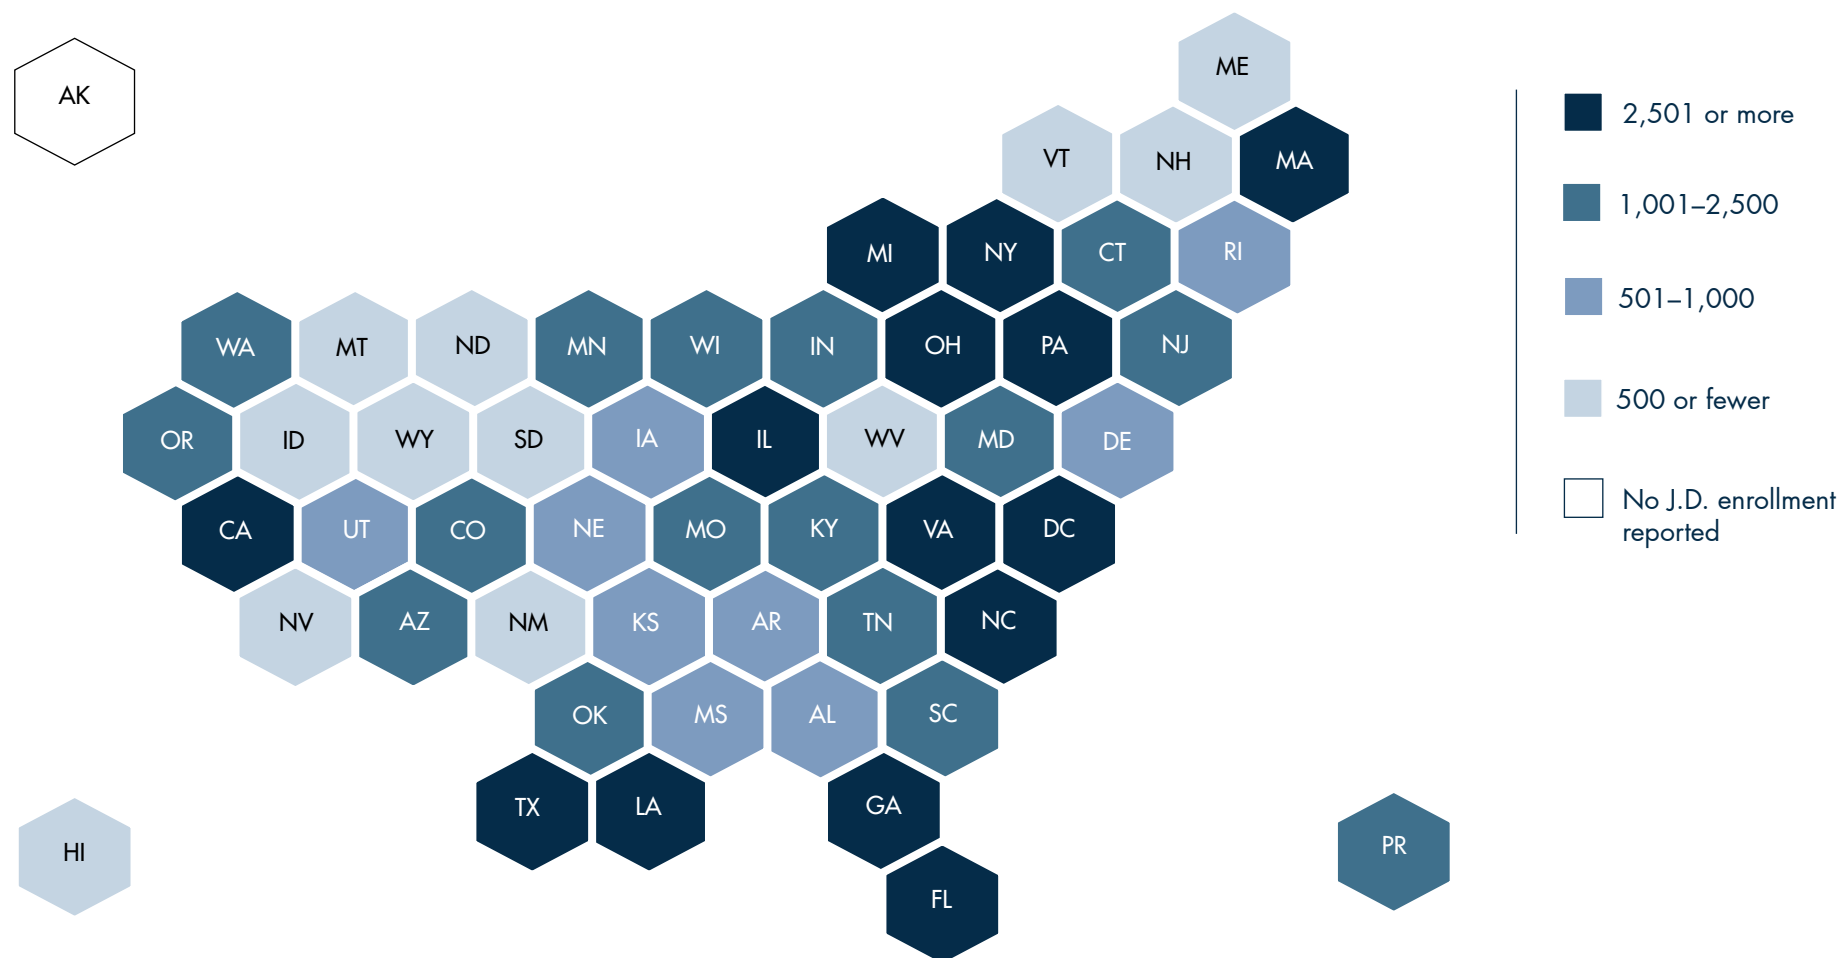 ME
AK
2,501 or more
VT NH MA
1,001–2,500
MI NY CT RI
501–1,000
WA MT ND MN WI IN OH PA NJ
500 or fewer
OR ID WY SD IA IL WV MD DE
No J.D. enrollment
reported
CA UT CO NE MO KY VA DC
NV AZ NM KS AR TN NC
OK MS AL SC
TX LA GA
HI PR
FL